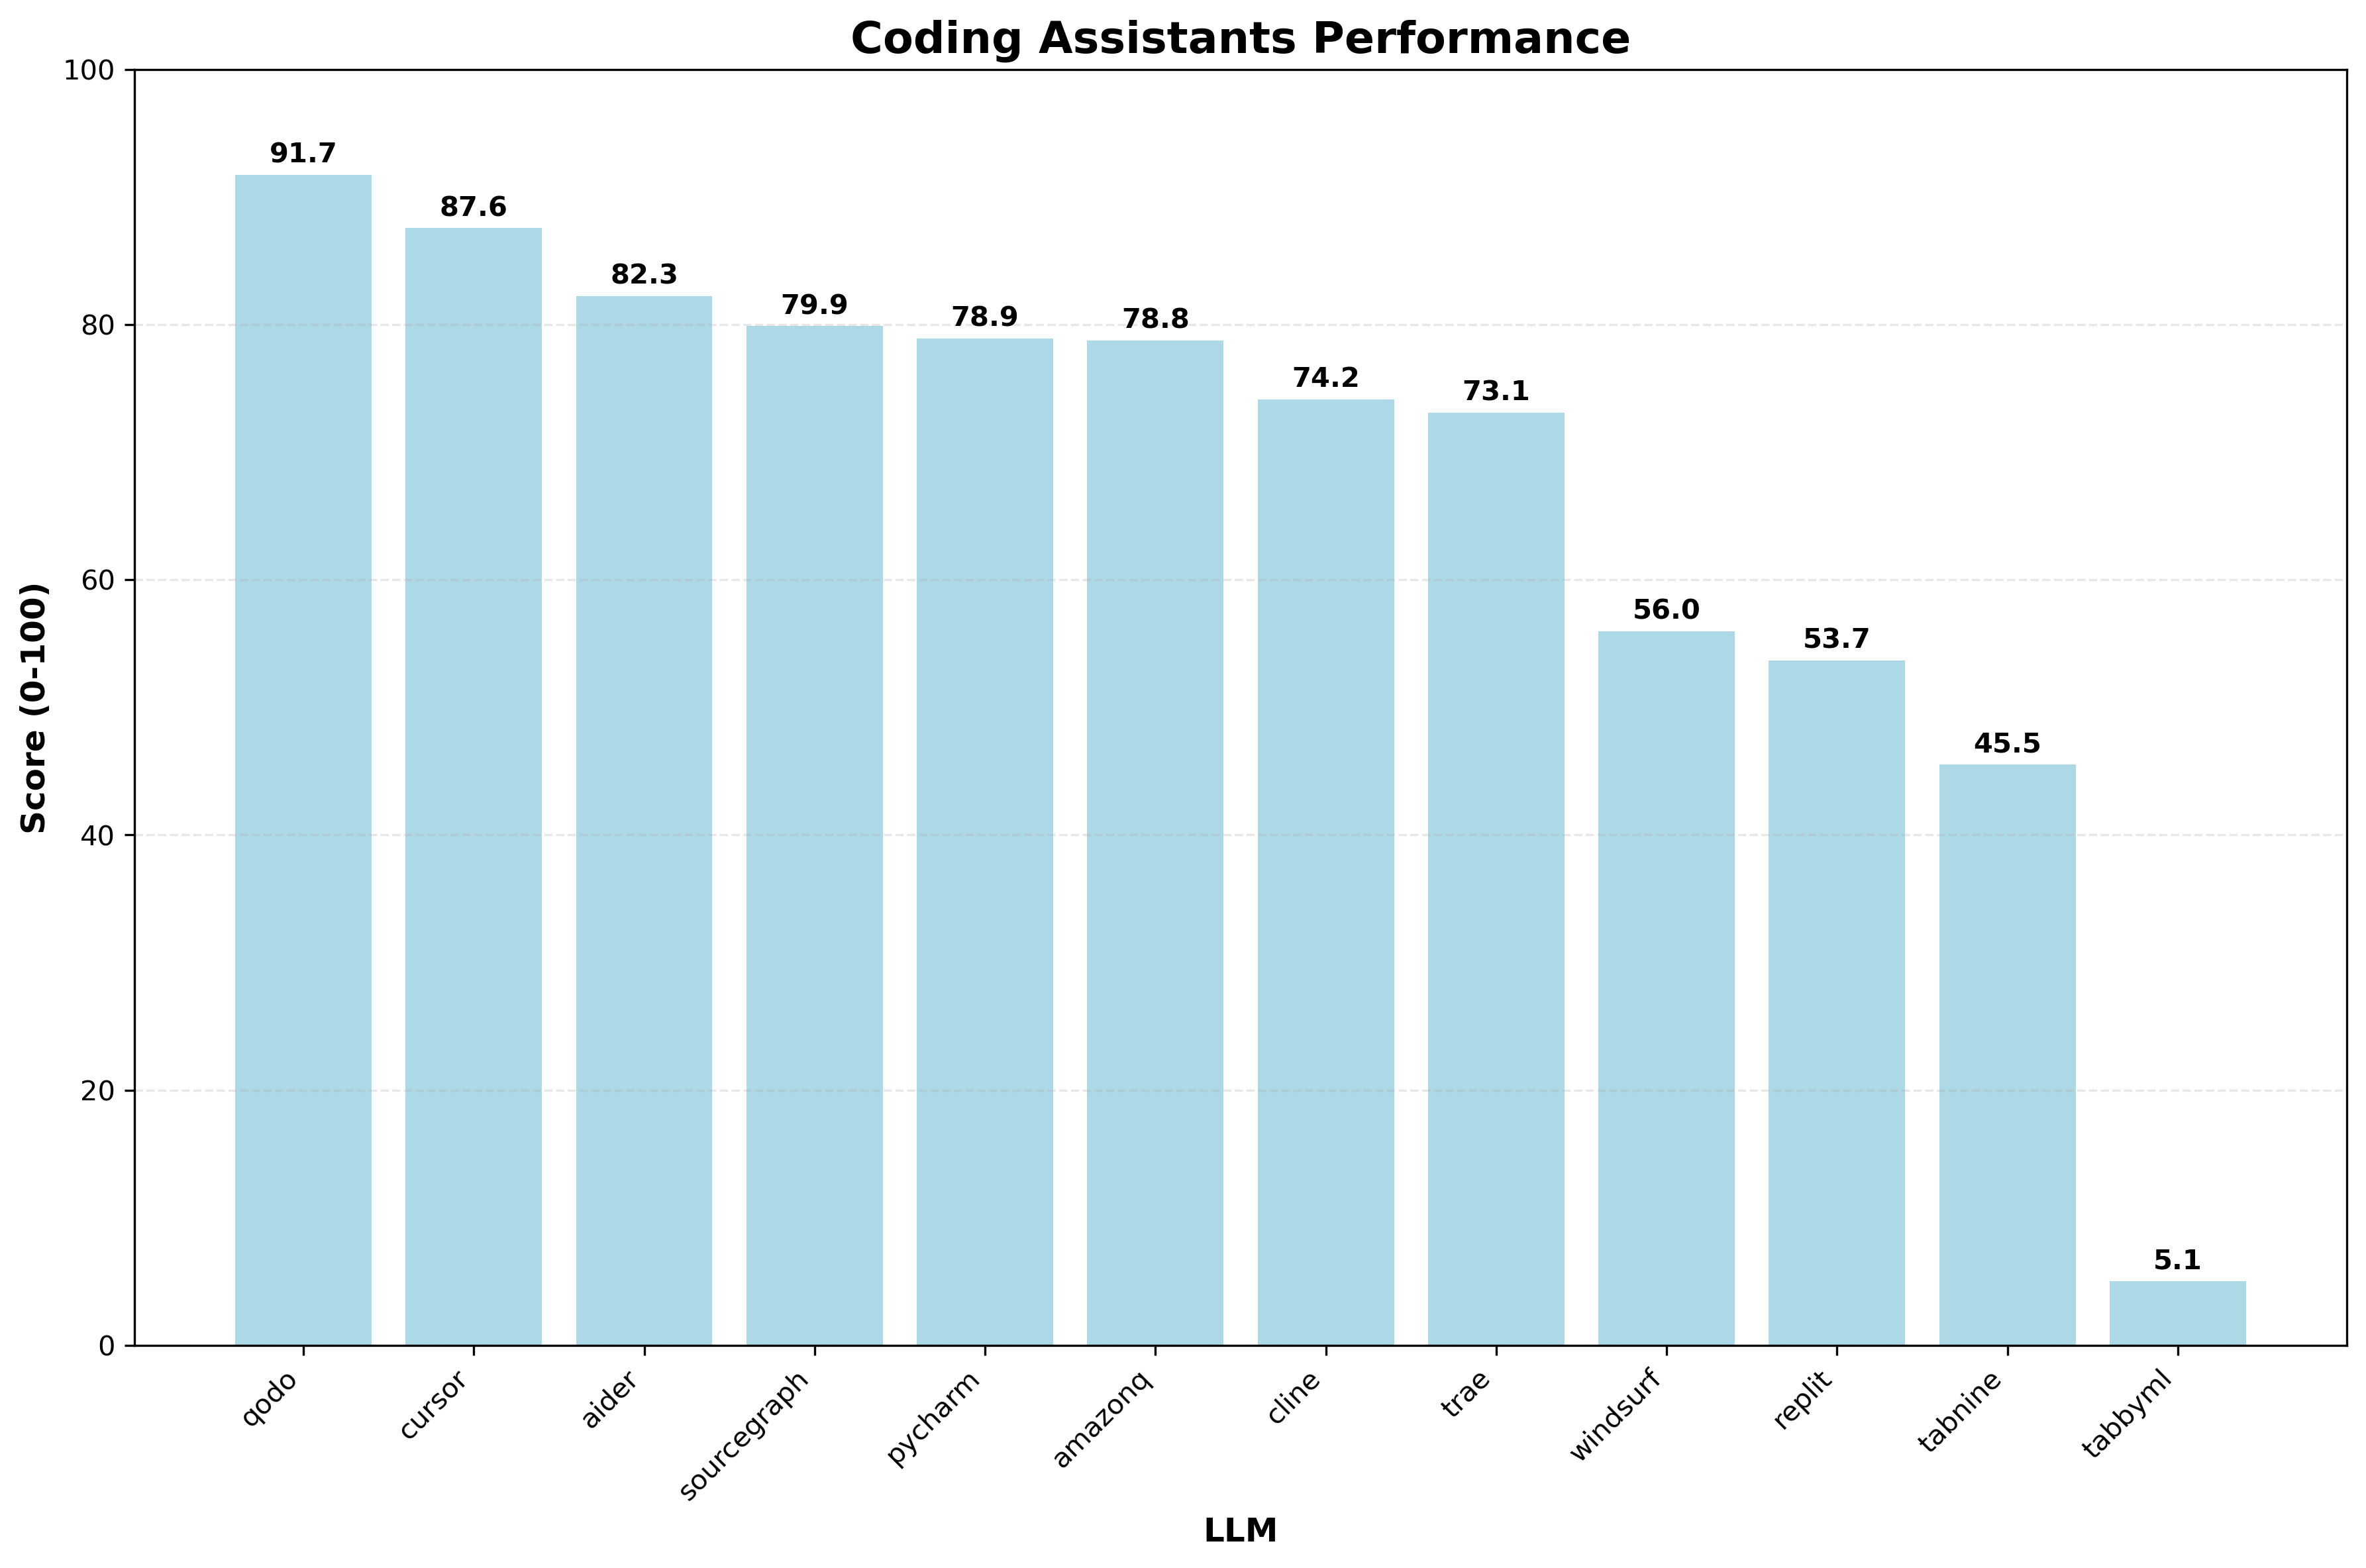 Coding Assistants Performance
100
80
60
40
20
0
Score (0-100)
91.7
87.6
82.3
79.9
78.9
78.8
74.2
73.1
56.0
53.7
45.5
5.1
qodo
cursor
aider
sourcegraph
pycharm
amazonq
cline
trae
windsurf
replit
tabnine
tabbyml
LLM